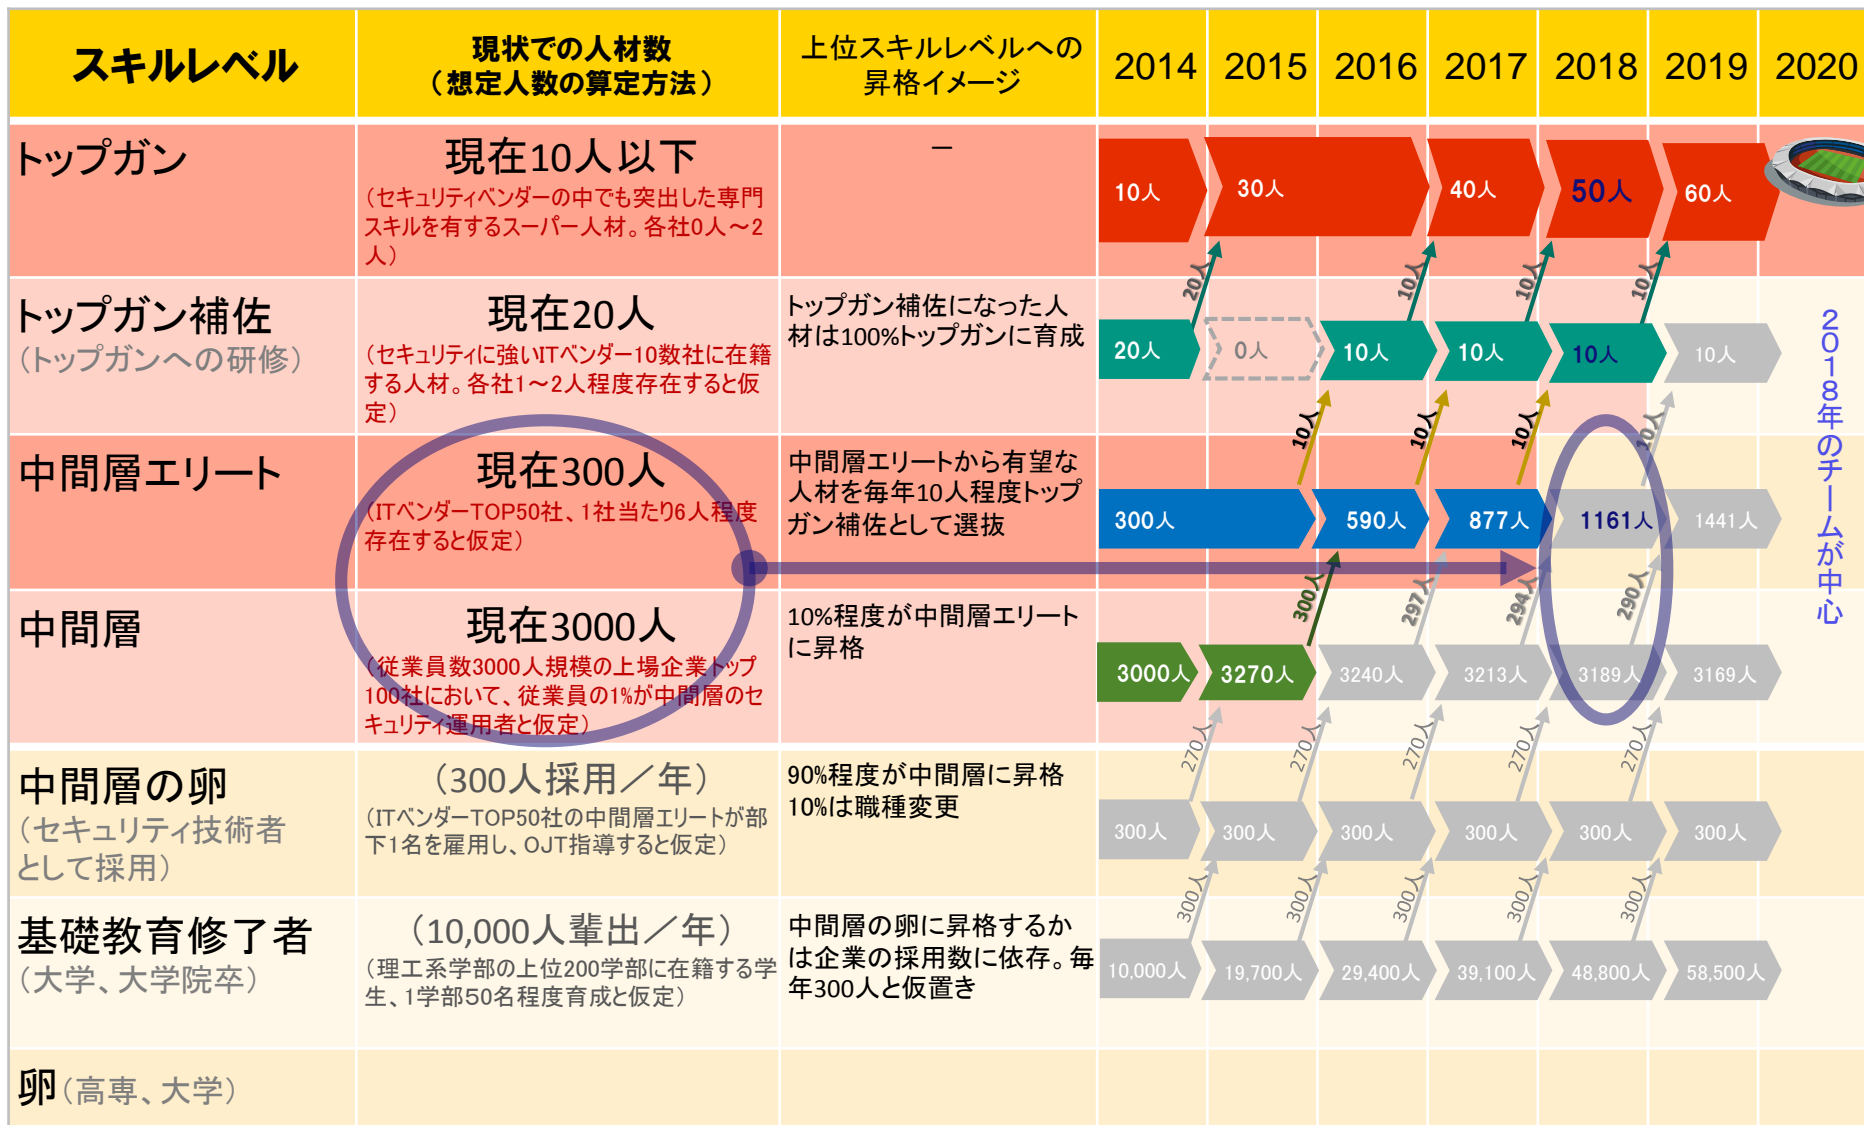 スキルレベル
現状での人材数
（想定人数の算定方法）
上位スキルレベルへの
昇格イメージ
2014
2015
2016
2017
2018
2019
2020
トップガン
現在10人以下
（セキュリティベンダーの中でも突出した専門
スキルを有するスーパー人材。各社0人～2
人）
－
10人
30人
40人
50人
60人
20人
10人
10人
10人
トップガン補佐
（トップガンへの研修）
現在20人
（セキュリティに強いITベンダー10数社に在籍
する人材。各社1～2人程度存在すると仮
定）
トップガン補佐になった人
材は100%トップガンに育成
20人
0人
10人
10人
10人
10人
10人
10人
10人
10人
中間層エリート
現在300人
（ITベンダーTOP50社、1社当たり6人程度
存在すると仮定）
中間層エリートから有望な
人材を毎年10人程度トップ
ガン補佐として選抜
300人
590人
877人
1161人
1441人
300人
297人
294人
290人
中間層
現在3000人
（従業員数3000人規模の上場企業トップ
100社において、従業員の1%が中間層のセ
キュリティ運用者と仮定）
10%程度が中間層エリート
に昇格
3000人
3270人
3240人
3213人
3189人
3169人
270人
270人
270人
270人
270人
中間層の卵
（セキュリティ技術者
として採用）
（300人採用／年）
（ITベンダーTOP50社の中間層エリートが部
下1名を雇用し、OJT指導すると仮定）
90%程度が中間層に昇格
10%は職種変更
300人
300人
300人
300人
300人
300人
300人
300人
300人
300人
300人
基礎教育修了者
（大学、大学院卒）
（10,000人輩出／年）
（理工系学部の上位200学部に在籍する学
生、1学部50名程度育成と仮定）
中間層の卵に昇格するか
は企業の採用数に依存。毎
年300人と仮置き
10,000人
19,700人
29,400人
39,100人
48,800人
58,500人
卵（高専、大学）
2018年のチームが中心